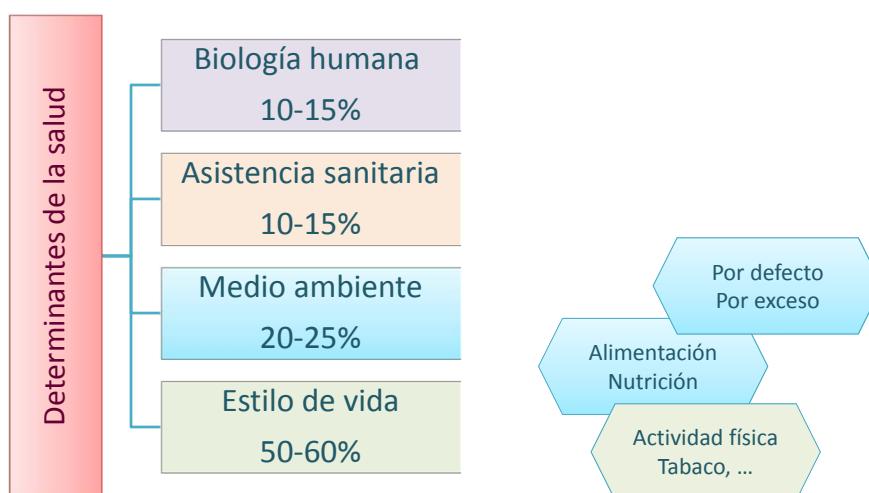 Determinantes de la salud
Biología humana
10-15%
Asistencia sanitaria
10-15%
Medio ambiente
20-25%
Estilo de vida
50-60%
Por defecto
Por exceso
Alimentación
Nutrición
Actividad física
Tabaco, ...